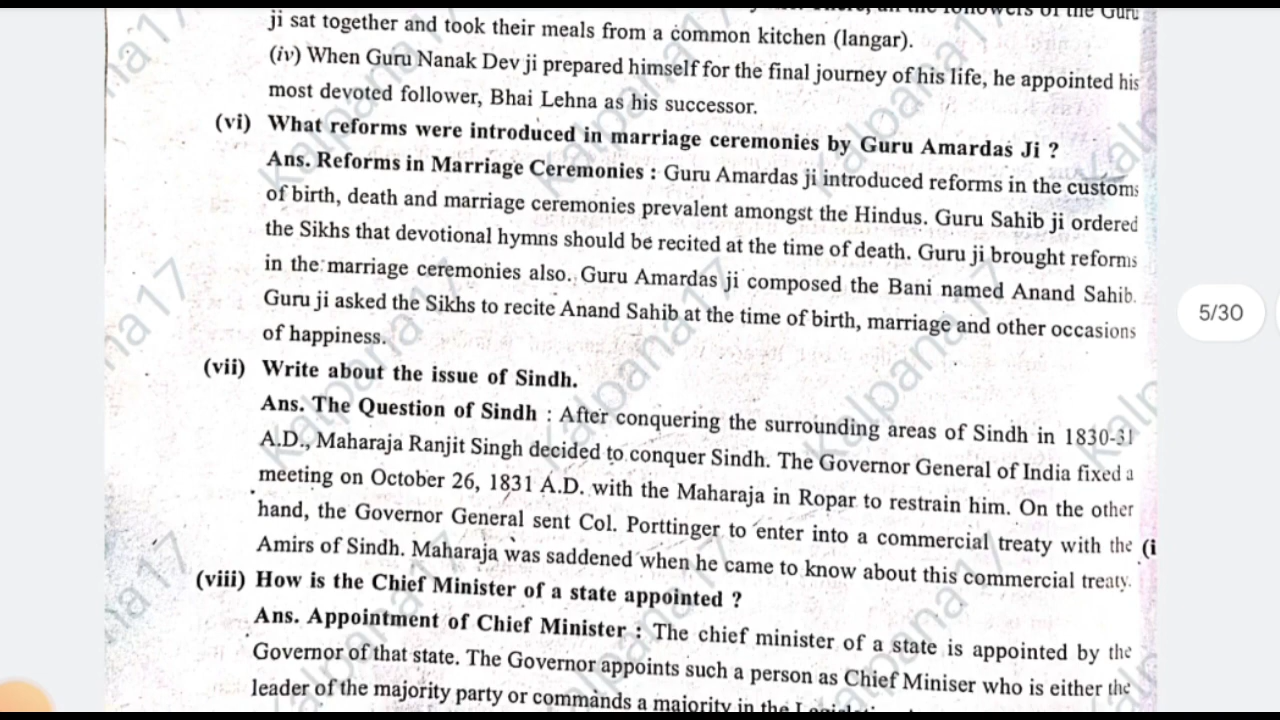 followers of the Guru
ji sat together and took their meals from a common kitchen (langar).
(iv) When Guru Nanak Dev ji prepared himself for the final journey of his life, he appointed his
most devoted follower, Bhai Lehna as his successor.
(vi) What reforms were introduced in marriage ceremonies by Guru Amardas Ji ?
Ans. Reforms in Marriage Ceremonies : Guru Amardas ji introduced reforms in the customs
of birth, death and marriage ceremonies prevalent amongst the Hindus. Guru Sahib ji ordered
the Sikhs that devotional hymns should be recited at the time of death. Guru ji brought reforms
in the marriage ceremonies also. Guru Amardas ji composed the Bani named Anand Sahib.
Guru ji asked the Sikhs to recite Anand Sahib at the time of birth, marriage and other occasions
of happiness.
5/30
(vii) Write about the issue of Sindh.
Ans. The Question of Sindh : After conquering the surrounding areas of Sindh in 1830-31
A.D., Maharaja Ranjit Singh decided to conquer Sindh. The Governor General of India fixed a
meeting on October 26, 1831 A.D. with the Maharaja in Ropar to restrain him. On the other
hand, the Governor General sent Col. Porttinger to enter into a commercial treaty with the (i
Amirs of Sindh. Maharaja was saddened when he came to know about this commercial treaty.
(viii) How is the Chief Minister of a state appointed ?
Ans. Appointment of Chief Minister : The chief minister of a state is appointed by the
Governor of that state. The Governor appoints such a person as Chief Miniser who is either the
leader of the majority party or commands a majority in the
Kalpana17